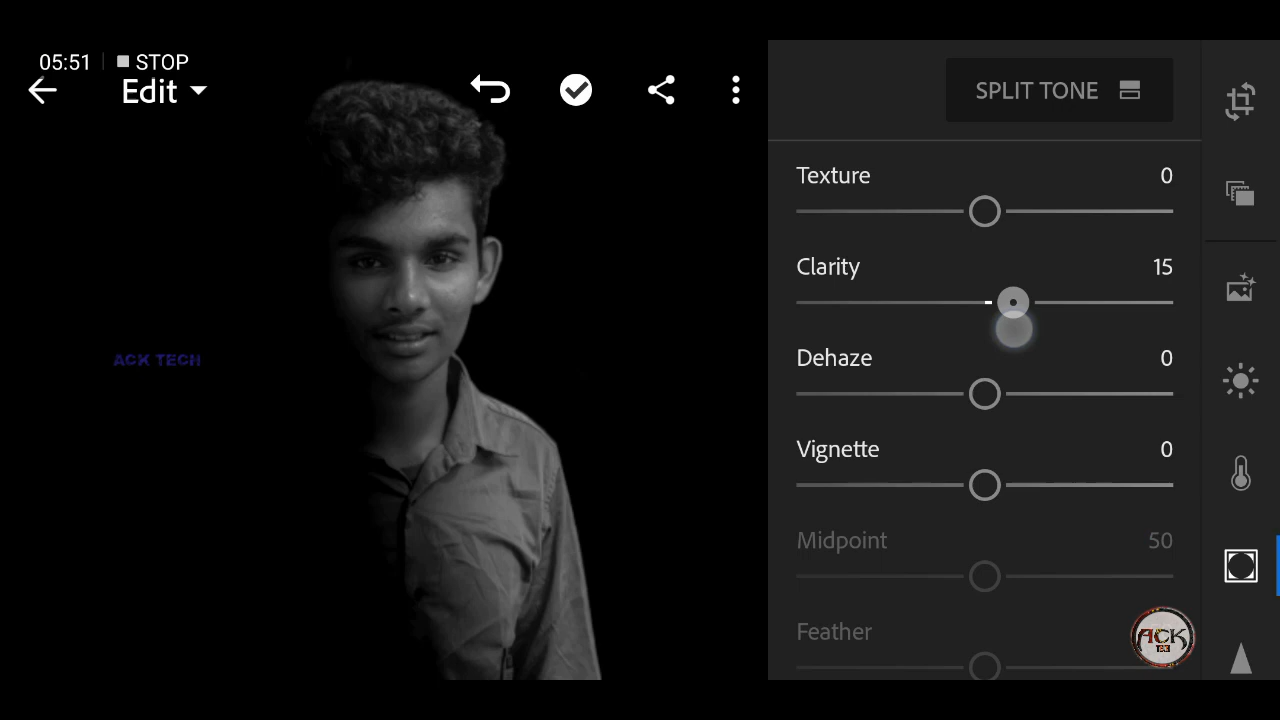 05:51 STOP
Edit
SPLIT TONE
Texture 0
Clarity 15
Dehaze 0
Vignette 0
Midpoint 50
Feather
ACK TECH
ACK